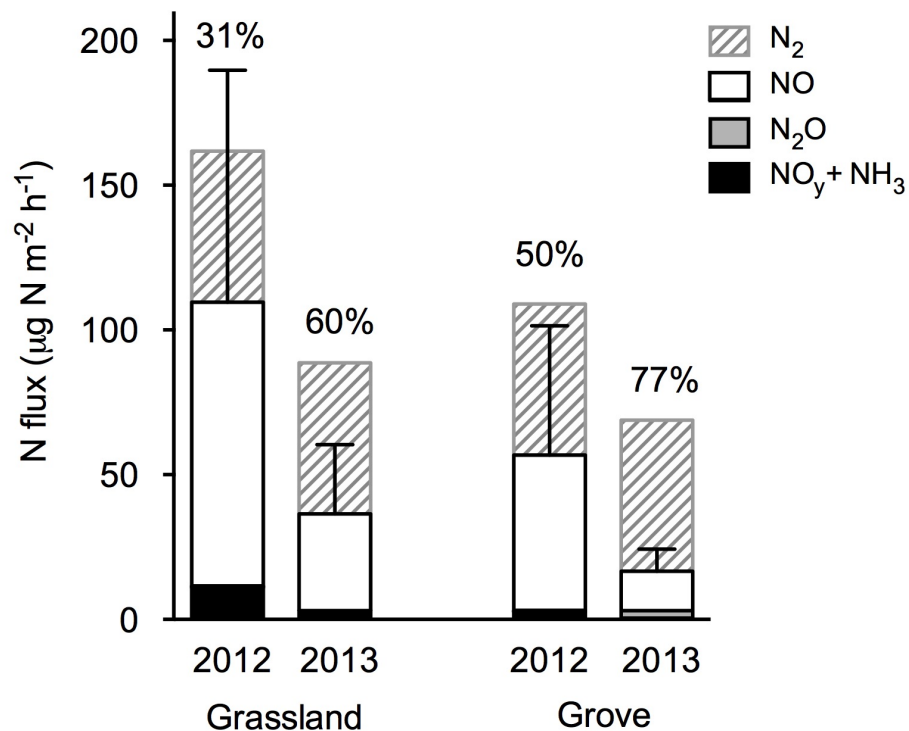 N flux (µg N m⁻² h⁻¹)
200
150
100
50
0
31%
60%
50%
77%
2012 2013 2012 2013
Grassland Grove
N₂
NO
N₂O
NOy+ NH₃